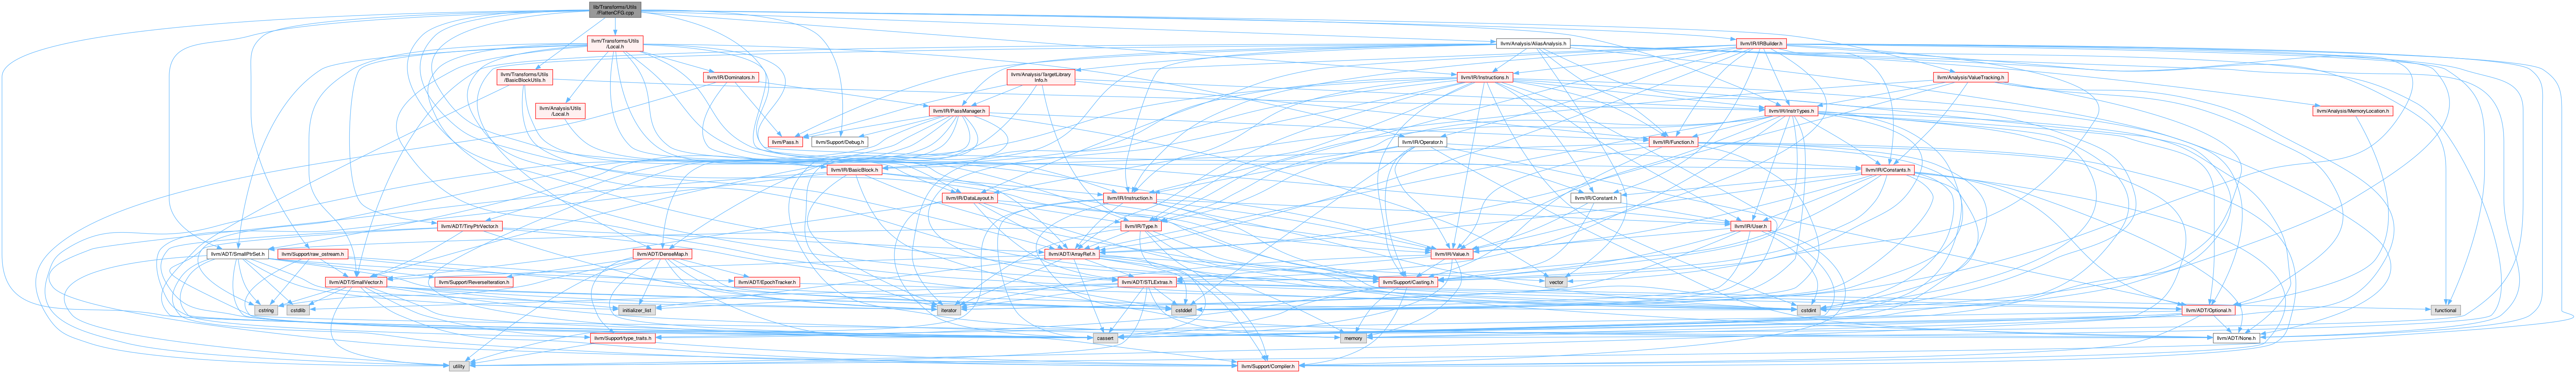 lib/Transforms/Utils
/FlattenCFG.cpp
llvm/Transforms/Utils
/Local.h
llvm/Analysis/AliasAnalysis.h
llvm/IR/IRBuilder.h
llvm/Transforms/Utils
/BasicBlockUtils.h
llvm/IR/Dominators.h
llvm/Analysis/TargetLibrary
Info.h
llvm/IR/Instructions.h
llvm/Analysis/ValueTracking.h
llvm/Analysis/Utils
/Local.h
llvm/IR/PassManager.h
llvm/IR/InstrTypes.h
llvm/Analysis/MemoryLocation.h
llvm/Pass.h
llvm/Support/Debug.h
llvm/IR/Operator.h
llvm/IR/Function.h
llvm/IR/BasicBlock.h
llvm/IR/Constants.h
llvm/IR/DataLayout.h
llvm/IR/Instruction.h
llvm/IR/Constant.h
llvm/ADT/TinyPtrVector.h
llvm/IR/Type.h
llvm/IR/User.h
llvm/ADT/SmallPtrSet.h
llvm/Support/raw_ostream.h
llvm/ADT/DenseMap.h
llvm/ADT/ArrayRef.h
llvm/IR/Value.h
llvm/ADT/SmallVector.h
llvm/Support/ReverseIteration.h
llvm/ADT/EpochTracker.h
llvm/ADT/STLExtras.h
llvm/Support/Casting.h
vector
cstring
cstdlib
initializer_list
iterator
cstddef
cstdint
llvm/ADT/Optional.h
functional
llvm/Support/type_traits.h
cassert
memory
llvm/ADT/None.h
utility
llvm/Support/Compiler.h